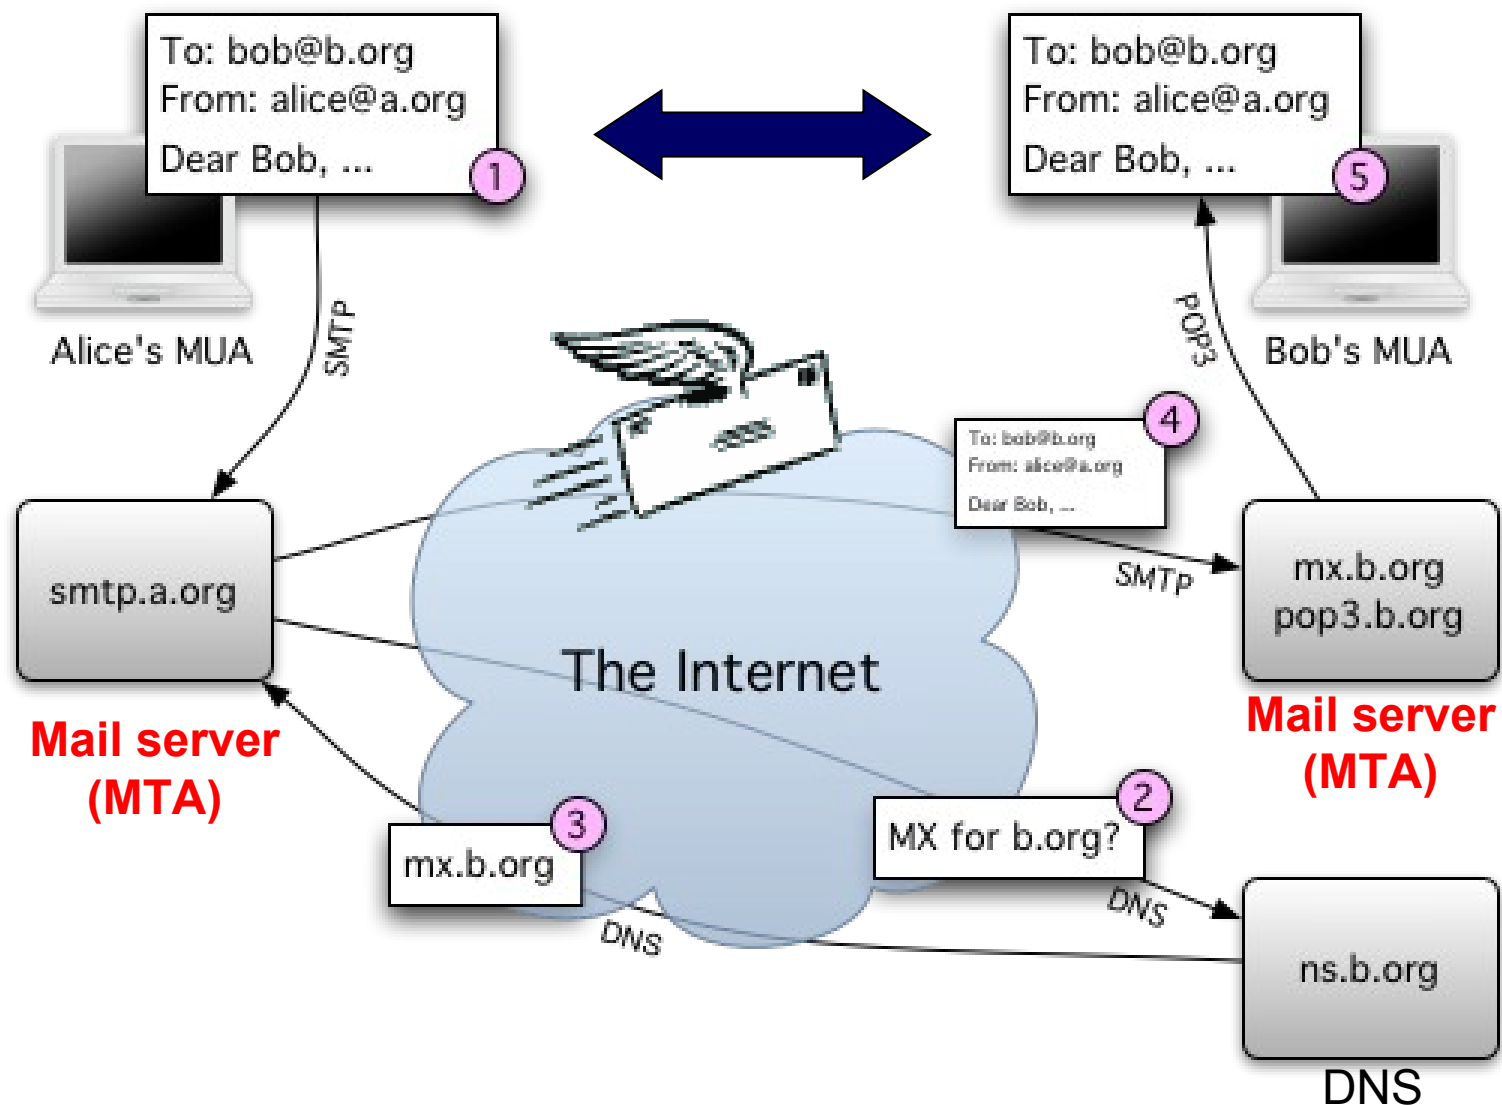 To: bob@b.org
From: alice@a.org
Dear Bob, ...
1
To: bob@b.org
From: alice@a.org
Dear Bob, ...
5
Alice's MUA
SMTP
POP3
Bob's MUA
4
To: bob@b.org
From: alice@a.org
Dear Bob, ...
smtp.a.org
SMTP
mx.b.org
pop3.b.org
The Internet
Mail server
(MTA)
Mail server
(MTA)
3
mx.b.org
2
MX for b.org?
DNS
DNS
ns.b.org
DNS